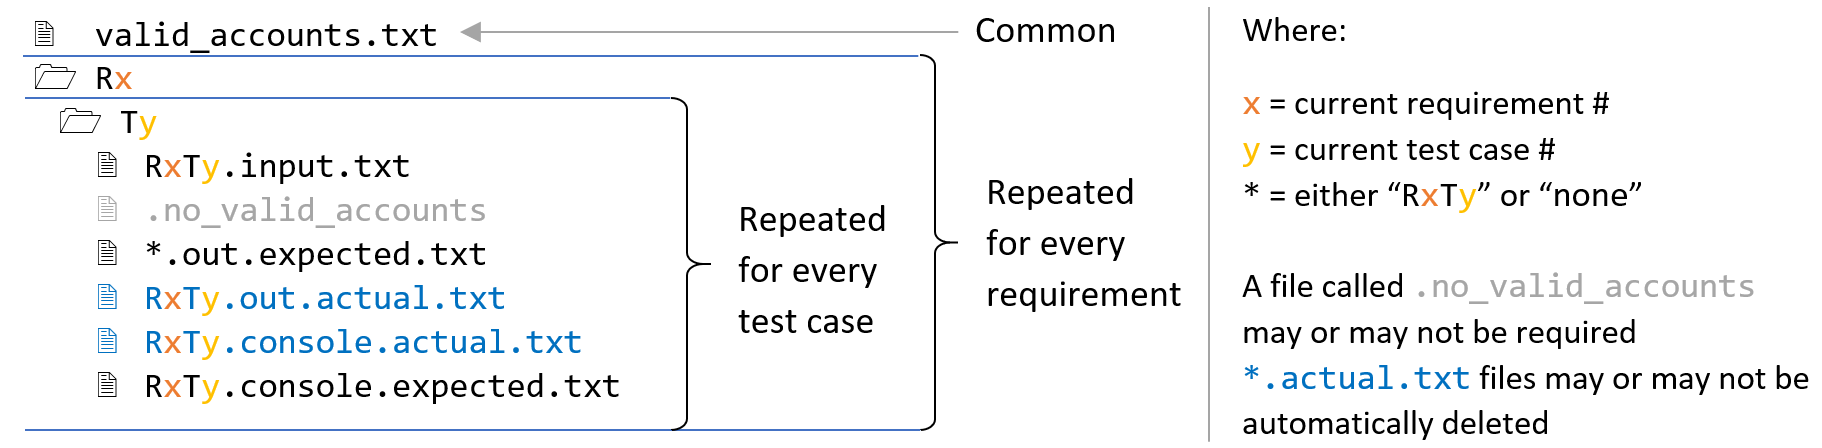 valid_accounts.txt
Common
Rx
Ty
RxTy.input.txt
.no_valid_accounts
*.out.expected.txt
RxTy.out.actual.txt
RxTy.console.actual.txt
RxTy.console.expected.txt
Repeated
for every
test case
Repeated
for every
requirement
Where:
x = current requirement #
y = current test case #
* = either “RxTy” or “none”
A file called .no_valid_accounts
may or may not be required
*.actual.txt files may or may not be
automatically deleted